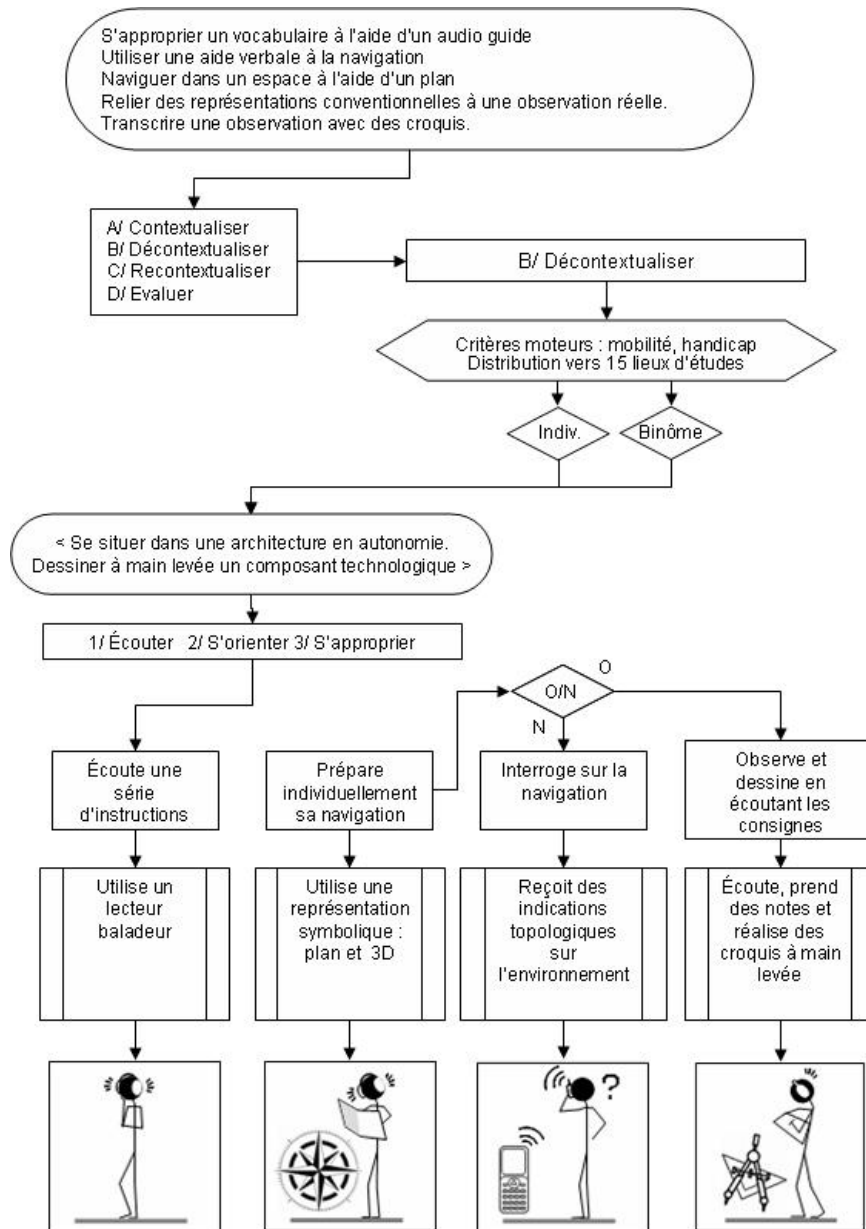 S'approprier un vocabulaire à l'aide d'un audio guide
Utiliser une aide verbale à la navigation
Naviguer dans un espace à l'aide d'un plan
Relier des représentations conventionnelles à une observation réelle.
Transcrire une observation avec des croquis.
A/ Contextualiser
B/ Décontextualiser
C/ Recontextualiser
D/ Evaluer
B/ Décontextualiser
Critères moteurs : mobilité, handicap
Distribution vers 15 lieux d'études
Indiv.
Binôme
< Se situer dans une architecture en autonomie.
Dessiner à main levée un composant technologique >
1/ Écouter 2/ S'orienter 3/ S'approprier
O/N
O
N
Écoute une
série
d'instructions
Prépare
individuellement
sa navigation
Interroge sur la
navigation
Observe et
dessine en
écoutant les
consignes
Utilise un
lecteur
baladeur
Utilise une
représentation
symbolique :
plan et 3D
Reçoit des
indications
topologiques
sur
l'environnement
Écoute, prend
des notes et
réalise des
croquis à main
levée
?